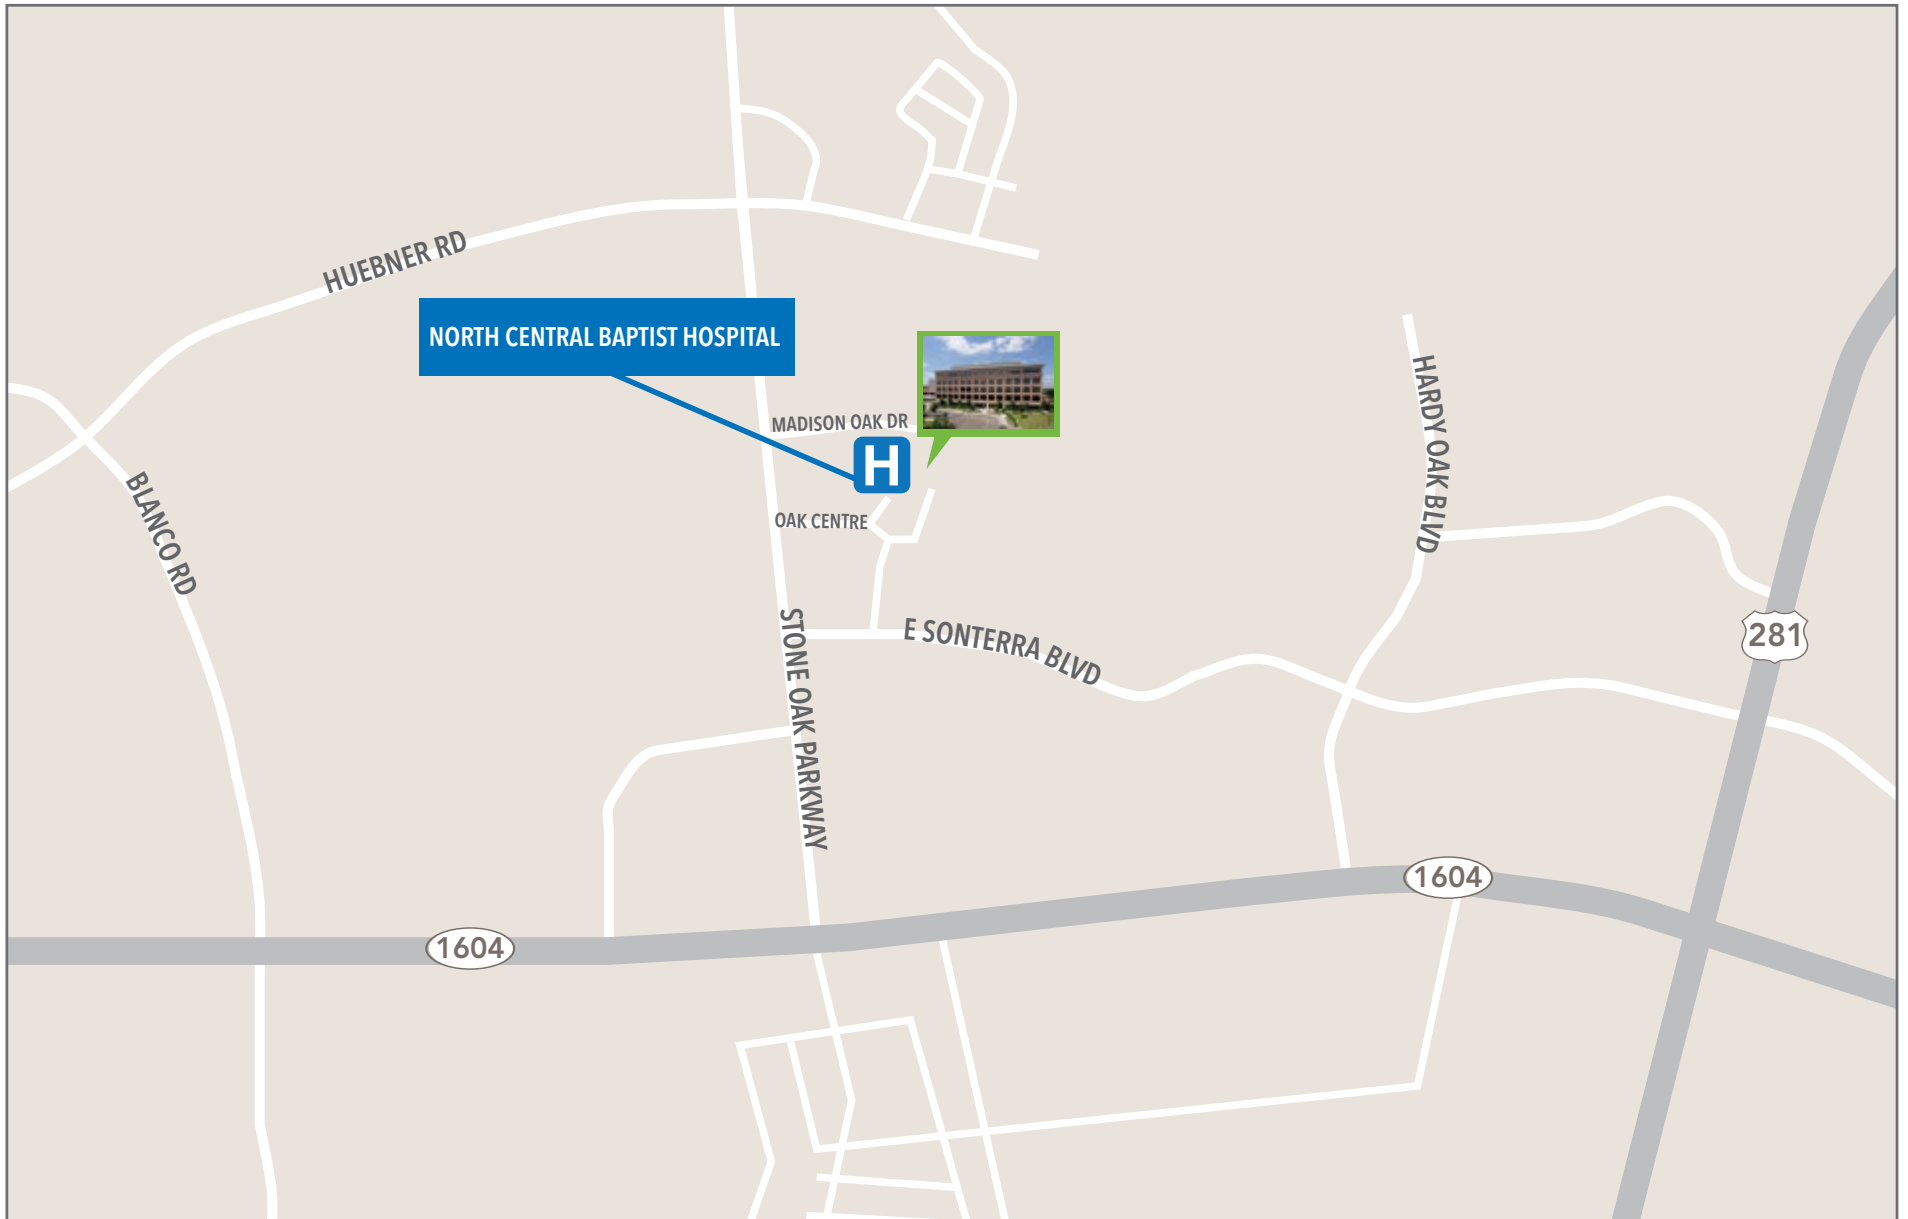 HUEBNER RD
NORTH CENTRAL BAPTIST HOSPITAL
MADISON OAK DR
H
HARDY OAK BLVD
BLANCO RD
OAK CENTRE
STONE OAK PARKWAY
E SONTERRA BLVD
281
1604
1604